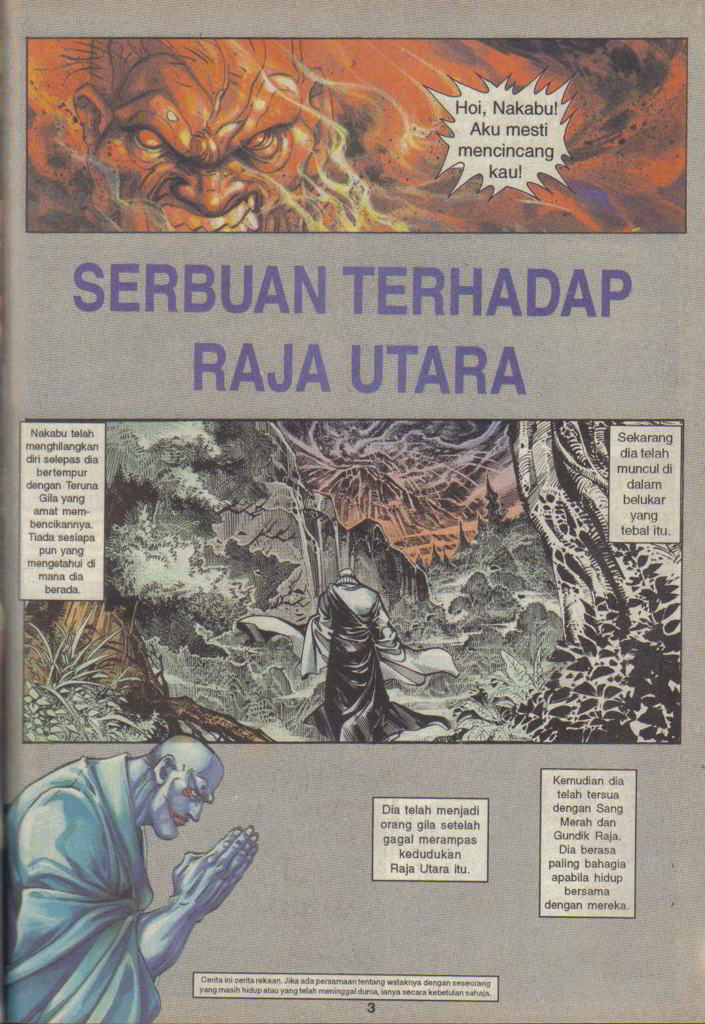 Hoi, Nakabu!
Aku mesti
mencincang
kau!
SERBUAN TERHADAP
RAJA UTARA
Nakabu telah
menghilangkan
diri selepas dia
bertempur
dengan Teruna
Gila yang
amat mem-
bencikannya.
Tiada sesiapa
pun yang
mengetahui di
mana dia
berada.
Sekarang
dia telah
muncul di
dalam
belukar
yang
tebal itu.
Dia telah menjadi
orang gila setelah
gagal merampas
kedudukan
Raja Utara itu.
Kemudian dia
telah tersua
dengan Sang
Merah dan
Gundik Raja.
Dia berasa
paling bahagia
apabila hidup
bersama
dengan mereka.
Cerita ini cerita rekaan. Jika ada persamaan tentang wataknya dengan seseorang
yang masih hidup atau yang telah meninggal dunia, ianya secara kebetulan sahaja.
3